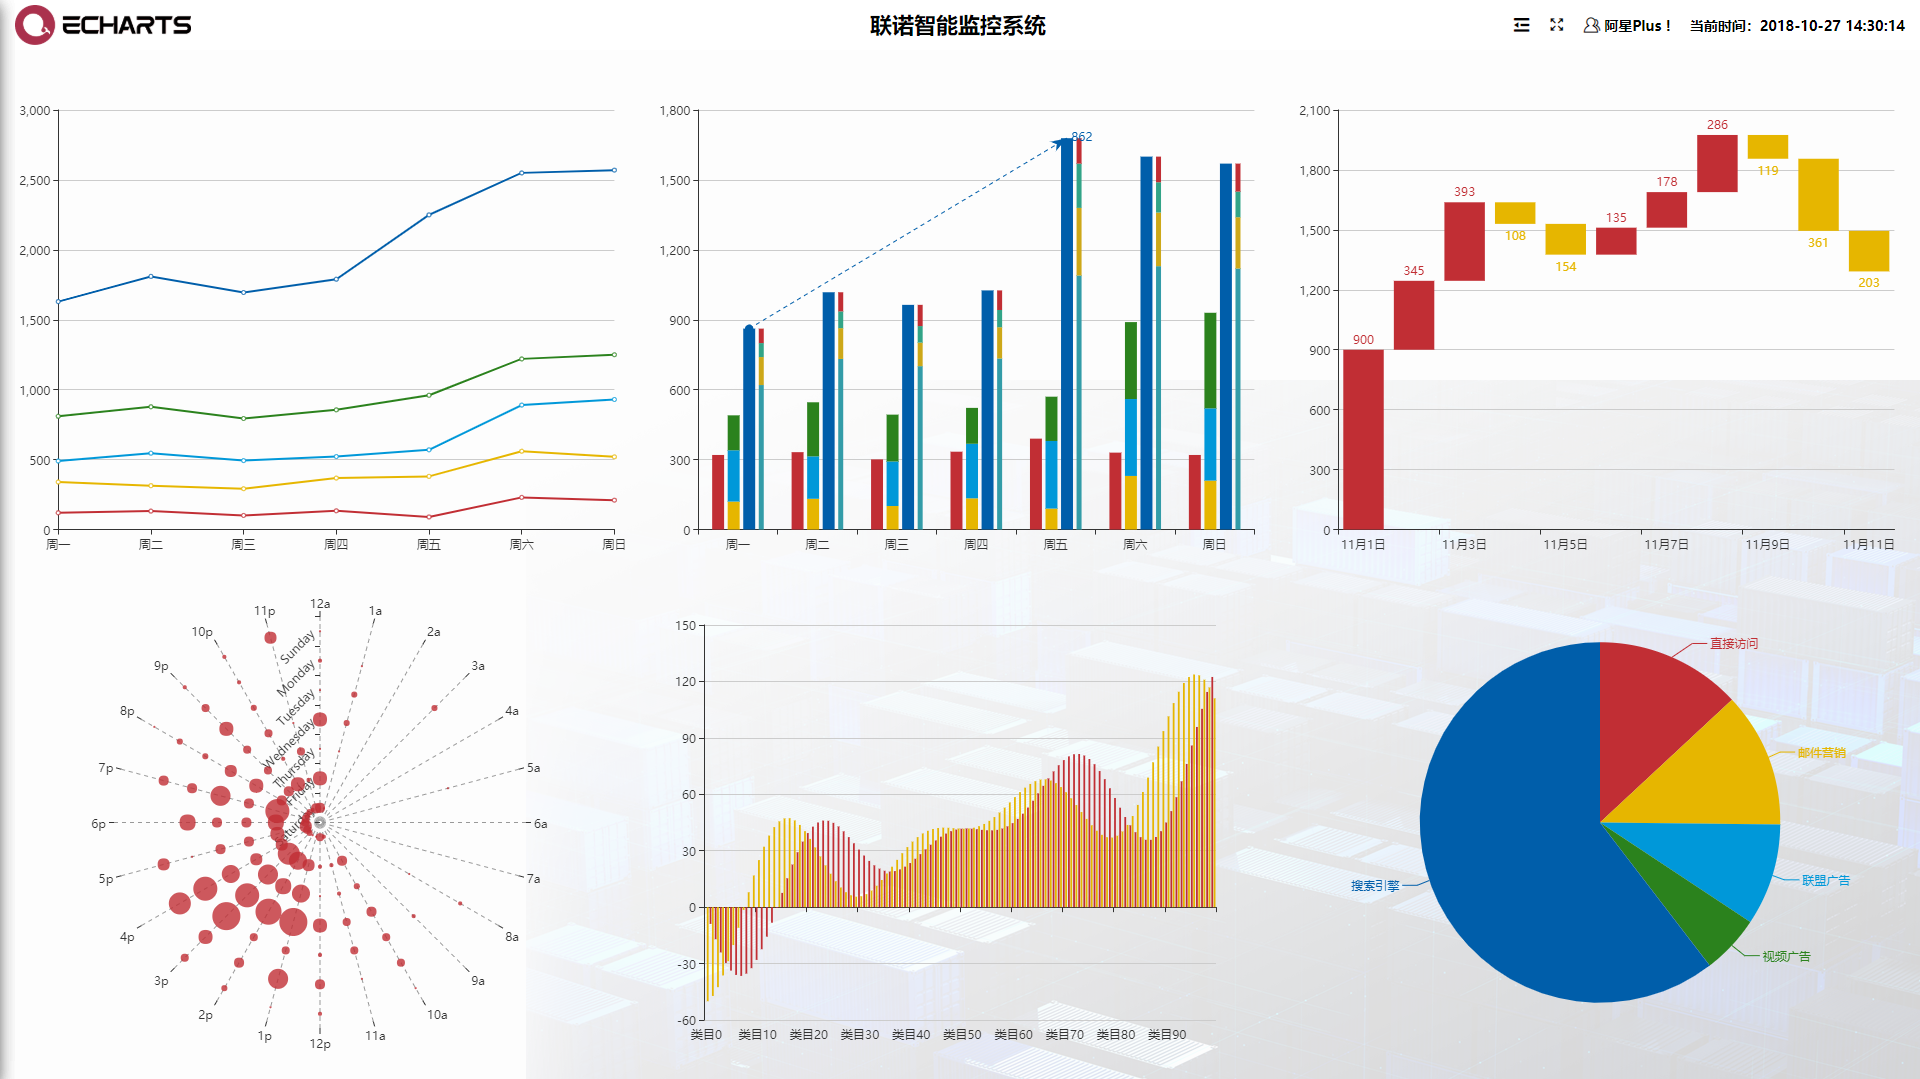 ECHARTS
联诺智能监控系统
阿星Plus！ 当前时间：2018-10-27 14:30:14
3,000
2,500
2,000
1,500
1,000
500
0
周一 周二 周三 周四 周五 周六 周日
1,800
1,500
1,200
900
600
300
0
862
周一 周二 周三 周四 周五 周六 周日
2,100
1,800
1,500
1,200
900
600
300
0
900
345
393
108
154
135
178
286
119
361
203
11月1日 11月3日 11月5日 11月7日 11月9日 11月11日
12a
1a
2a
3a
4a
5a
6a
7a
8a
9a
10a
11a
12p
1p
2p
3p
4p
5p
6p
7p
8p
9p
10p
11p
Sunday
Monday
Tuesday
Wednesday
Thursday
Friday
Saturday
150
120
90
60
30
0
-30
-60
类目0 类目10 类目20 类目30 类目40 类目50 类目60 类目70 类目80 类目90
直接访问
邮件营销
联盟广告
视频广告
搜索引擎